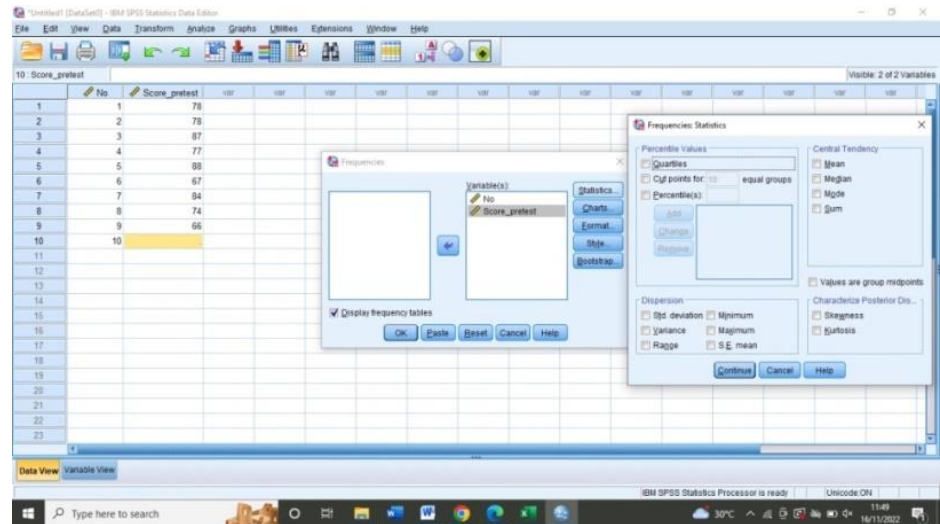 *Untitled1 [DataSet0] - IBM SPSS Statistics Data Editor
File Edit View Data Transform Analyze Graphs Utilities Extensions Window Help
10 : Score_pretest
Visible: 2 of 2 Variables
No Score_pretest var var var var var var var var var var var var var var
1 1 78
2 2 78
3 3 87
4 4 77
5 5 88
6 6 67
7 7 84
8 8 74
9 9 66
10 10 .
11
12
13
14
15
16
17
18
19
20
21
22
23
Frequencies
Variable(s):
No
Score_pretest
Statistics...
Charts...
Format...
Style...
Bootstrap...
Display frequency tables
OK Paste Reset Cancel Help
Frequencies: Statistics
Percentile Values
Quartiles
Cut points for: 10 equal groups
Percentile(s):
Add
Change
Remove
Central Tendency
Mean
Median
Mode
Sum
Values are group midpoints
Dispersion
Std. deviation Minimum
Variance Maximum
Range S.E. mean
Characterize Posterior Dis...
Skewness
Kurtosis
Continue Cancel Help
Data View Variable View
IBM SPSS Statistics Processor is ready Unicode:ON
Type here to search
30°C
11:49
16/11/2022